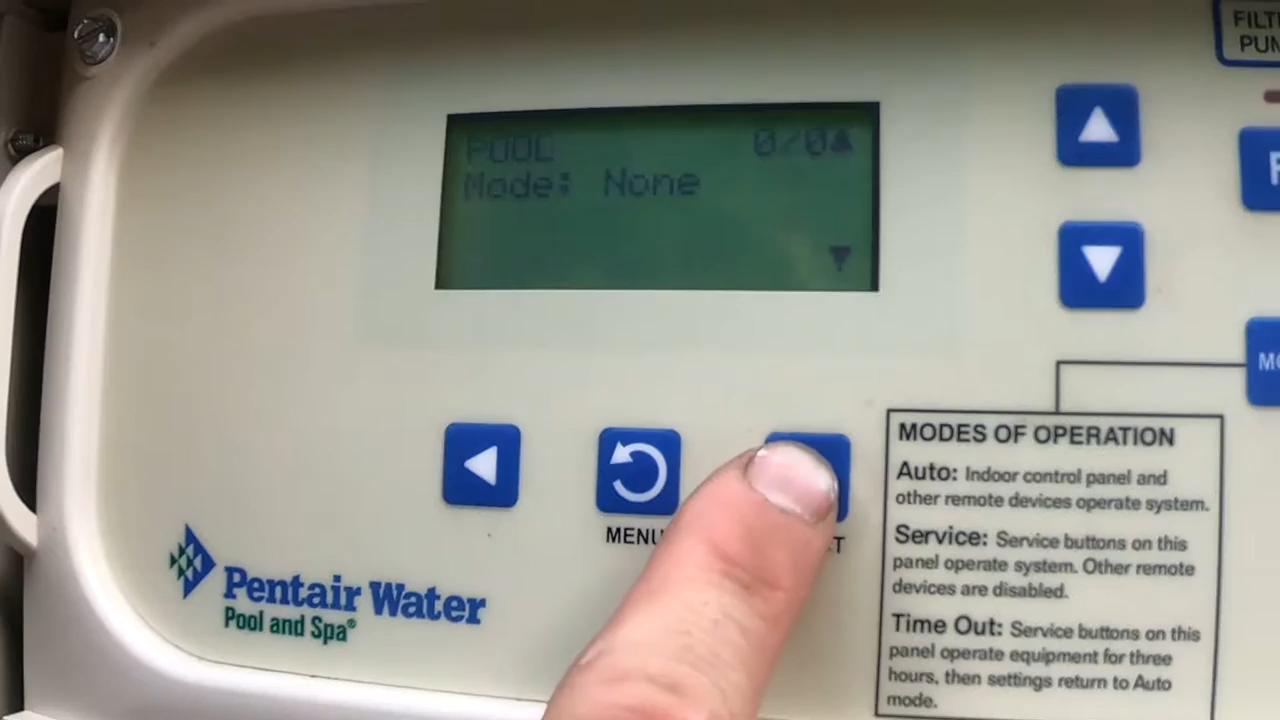 FILT
PUM
POOL 0/0▲
Mode: None
▼
MENU
T
Pentair Water
Pool and Spa®
MODES OF OPERATION
Auto: Indoor control panel and
other remote devices operate system.
Service: Service buttons on this
panel operate system. Other remote
devices are disabled.
Time Out: Service buttons on this
panel operate equipment for three
hours, then settings return to Auto
mode.